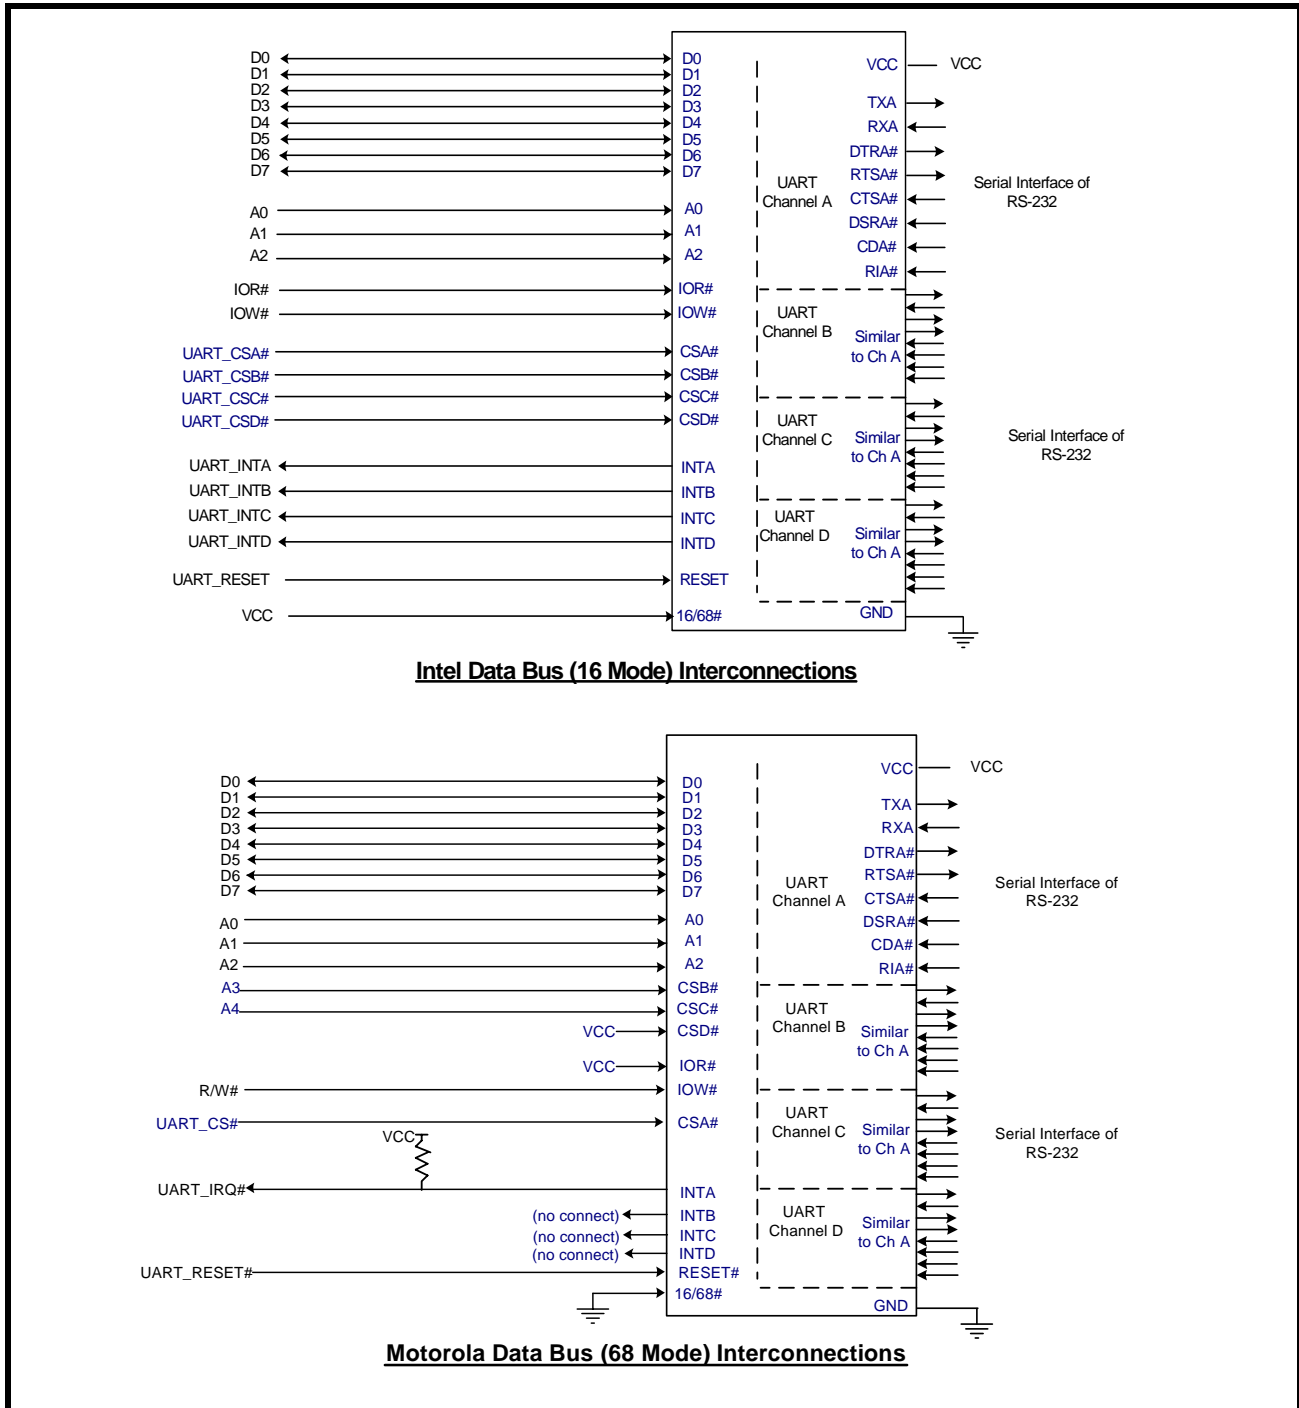 D0 D0 VCC VCC
D1 D1
D2 D2
D3 D3 TXA
D4 D4 RXA
D5 D5
D6 D6 DTRA#
D7 D7
RTSA#
UART
Channel A
Serial Interface of
RS-232
CTSA#
A0 A0
DSRA#
A1 A1
CDA#
A2 A2
RIA#
IOR# IOR#
IOW# IOW#
UART
Channel B
Similar
to Ch A
UART_CSA# CSA#
UART_CSB# CSB#
UART_CSC# CSC#
UART_CSD# CSD#
UART
Channel C
Similar
to Ch A
Serial Interface of
RS-232
UART_INTA INTA
UART_INTB INTB
UART_INTC INTC
UART_INTD INTD
UART
Channel D
Similar
to Ch A
UART_RESET RESET
VCC 16/68# GND
Intel Data Bus (16 Mode) Interconnections
VCC VCC
D0 D0
D1 D1
D2 D2 TXA
D3 D3 RXA
D4 D4
D5 D5 DTRA#
D6 D6 RTSA#
D7 D7
UART
Channel A
Serial Interface of
RS-232
CTSA#
A0 A0 DSRA#
A1 A1 CDA#
A2 A2 RIA#
A3 CSB#
A4 CSC#
VCC CSD#
UART
Channel B
Similar
to Ch A
VCC IOR#
R/W# IOW#
UART_CS# CSA#
UART
Channel C
Similar
to Ch A
Serial Interface of
RS-232
VCC
UART_IRQ# INTA
(no connect) INTB
(no connect) INTC
(no connect) INTD
UART
Channel D
Similar
to Ch A
UART_RESET# RESET#
16/68#
GND
Motorola Data Bus (68 Mode) Interconnections